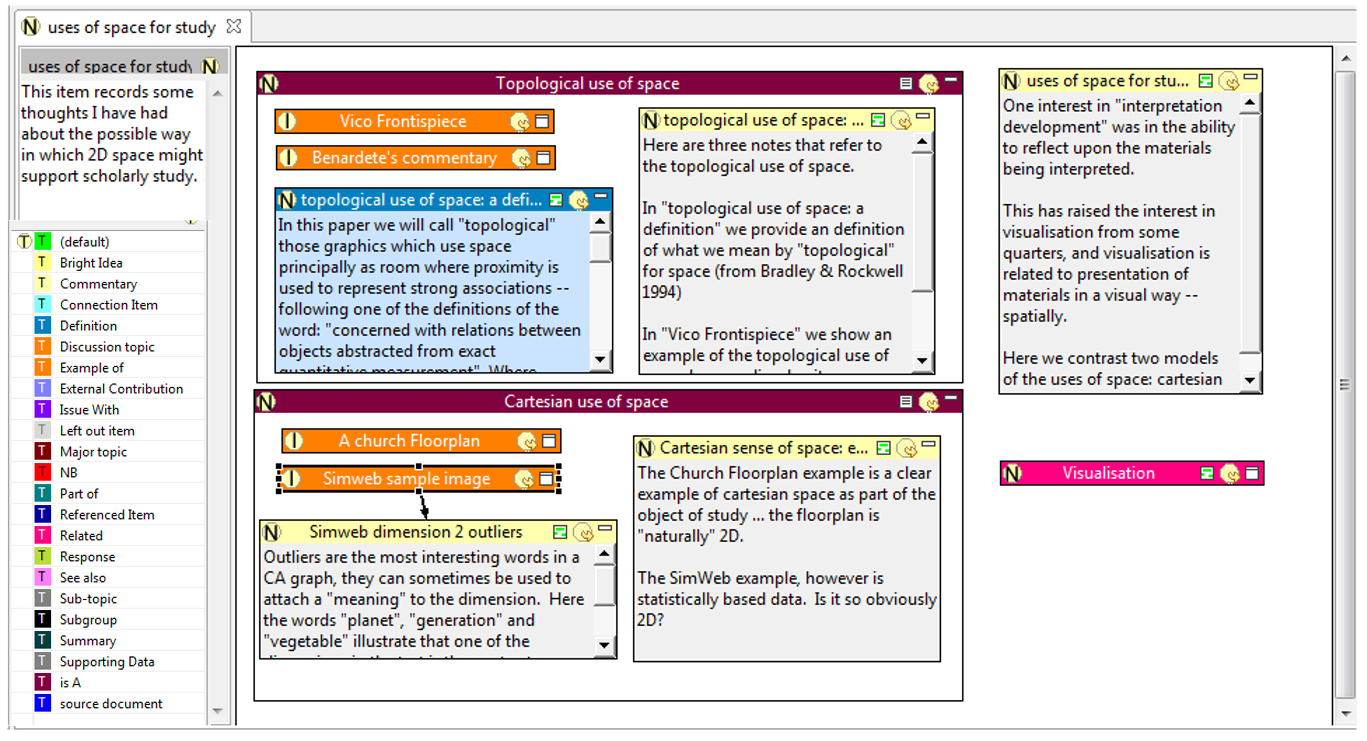 uses of space for study
uses of space for study
This item records some
thoughts I have had
about the possible way
in which 2D space might
support scholarly study.
T T (default)
T Bright Idea
T Commentary
T Connection Item
T Definition
T Discussion topic
T Example of
T External Contribution
T Issue With
T Left out item
T Major topic
T NB
T Part of
T Referenced Item
T Related
T Response
T See also
T Sub-topic
T Subgroup
T Summary
T Supporting Data
T is A
T source document
N Topological use of space
I Vico Frontispiece
I Benardete's commentary
N topological use of space: a defi...
In this paper we will call "topological"
those graphics which use space
principally as room where proximity is
used to represent strong associations --
following one of the definitions of the
word: "concerned with relations between
objects abstracted from exact
quantitative measurement". Where
N topological use of space: ...
Here are three notes that refer to
the topological use of space.
In "topological use of space: a
definition" we provide an definition
of what we mean by "topological"
for space (from Bradley & Rockwell
1994)
In "Vico Frontispiece" we show an
example of the topological use of
N Cartesian use of space
I A church Floorplan
I Simweb sample image
N Simweb dimension 2 outliers
Outliers are the most interesting words in a
CA graph, they can sometimes be used to
attach a "meaning" to the dimension. Here
the words "planet", "generation" and
"vegetable" illustrate that one of the
N Cartesian sense of space: e...
The Church Floorplan example is a clear
example of cartesian space as part of the
object of study ... the floorplan is
"naturally" 2D.
The SimWeb example, however is
statistically based data. Is it so obviously
2D?
N uses of space for stu...
One interest in "interpretation
development" was in the ability
to reflect upon the materials
being interpreted.
This has raised the interest in
visualisation from some
quarters, and visualisation is
related to presentation of
materials in a visual way --
spatially.
Here we contrast two models
of the uses of space: cartesian
N Visualisation